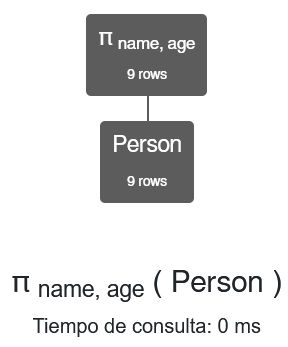 π name, age
9 rows
Person
9 rows
π name, age ( Person )
Tiempo de consulta: 0 ms